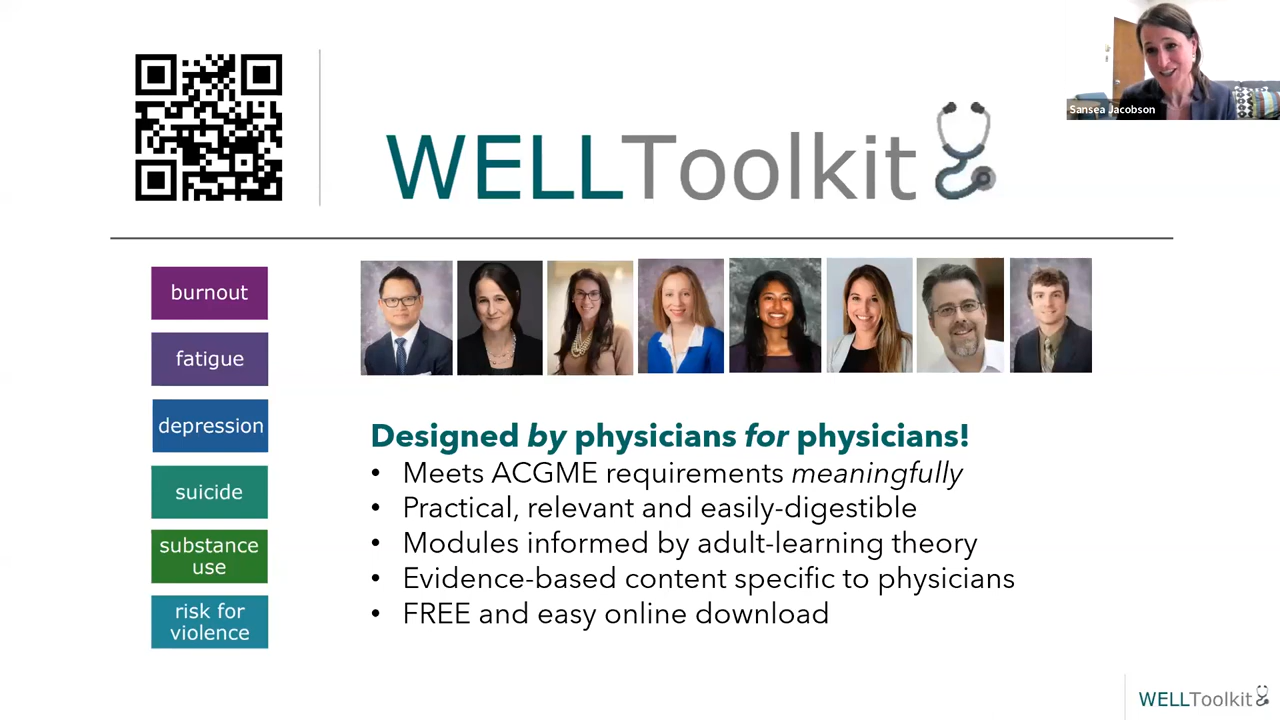 Sansea Jacobson
WELLToolkit
burnout
fatigue
depression
suicide
substance
use
risk for
violence
Designed by physicians for physicians!
• Meets ACGME requirements meaningfully
• Practical, relevant and easily-digestible
• Modules informed by adult-learning theory
• Evidence-based content specific to physicians
• FREE and easy online download
WELLToolkit